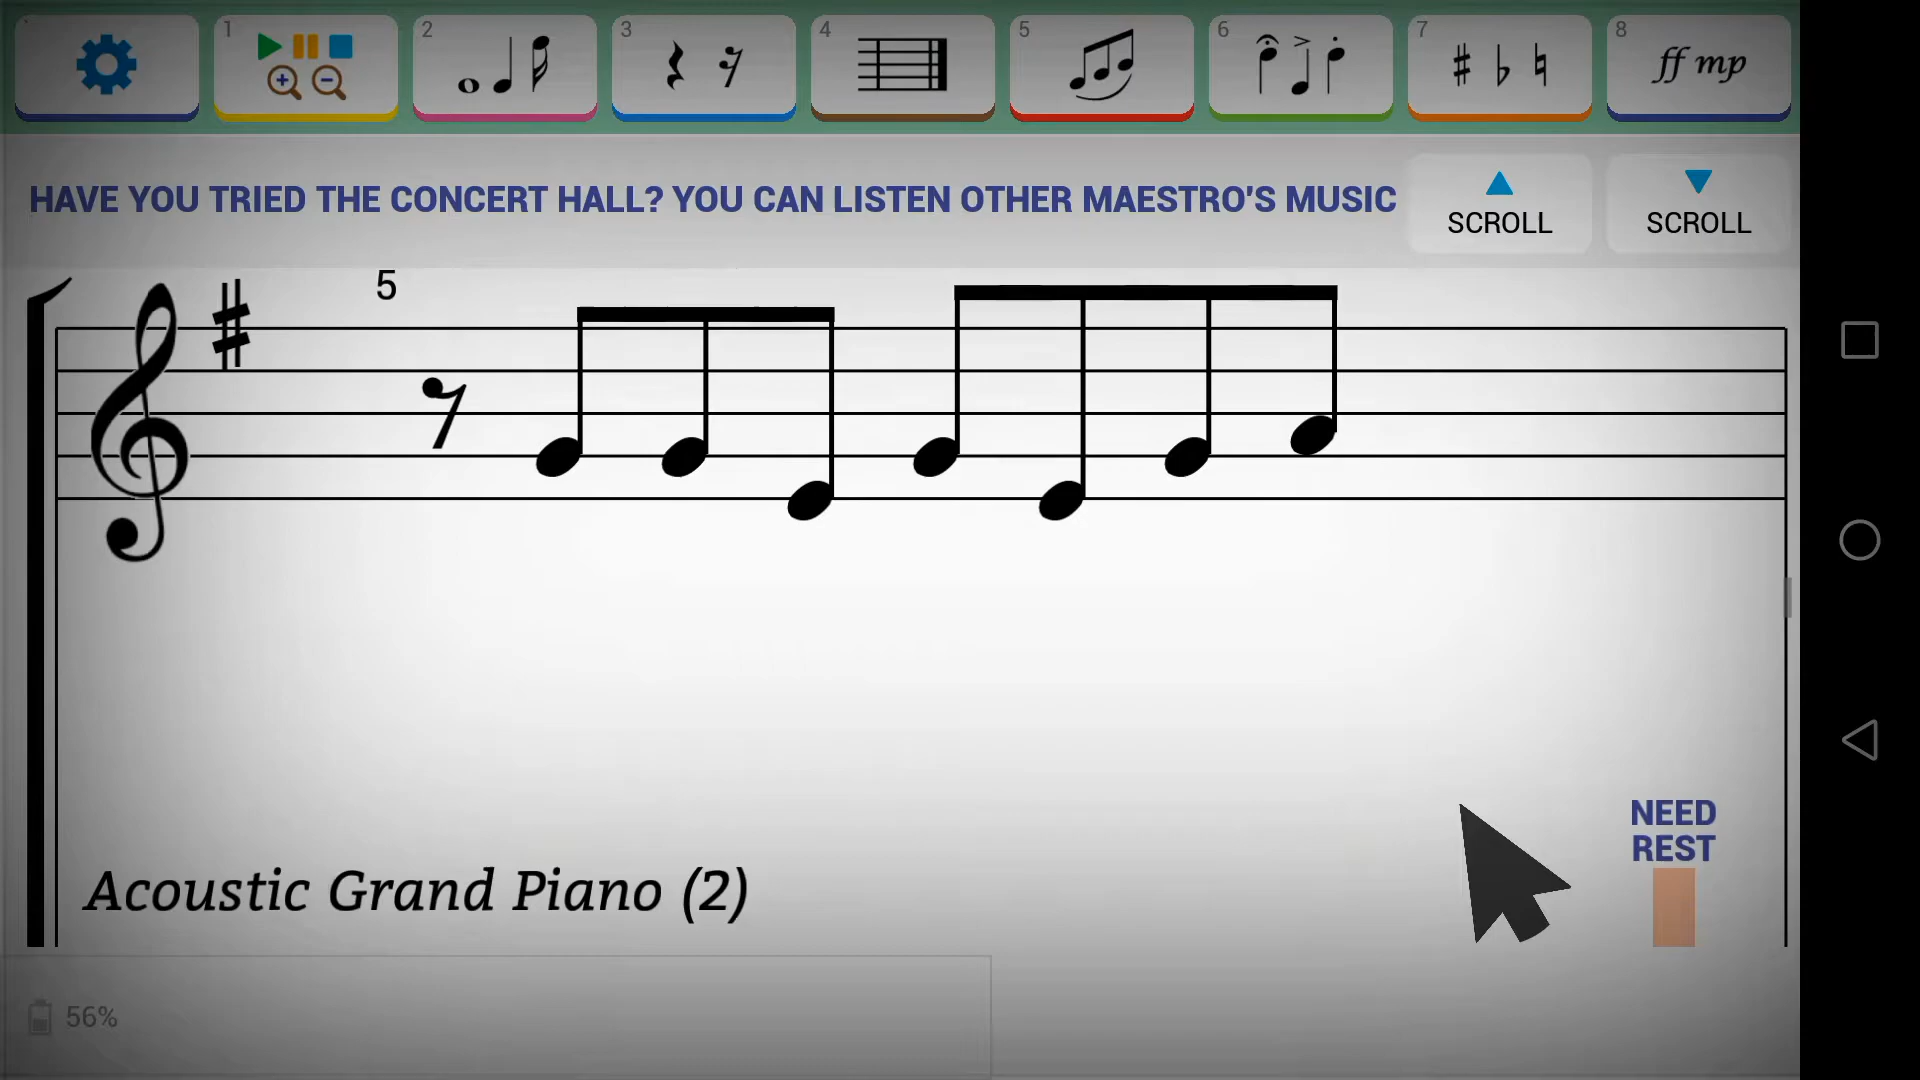 1 2 3 4 5 6 7 8
ff mp
HAVE YOU TRIED THE CONCERT HALL? YOU CAN LISTEN OTHER MAESTRO'S MUSIC
SCROLL
SCROLL
5
NEED
REST
Acoustic Grand Piano (2)
56%